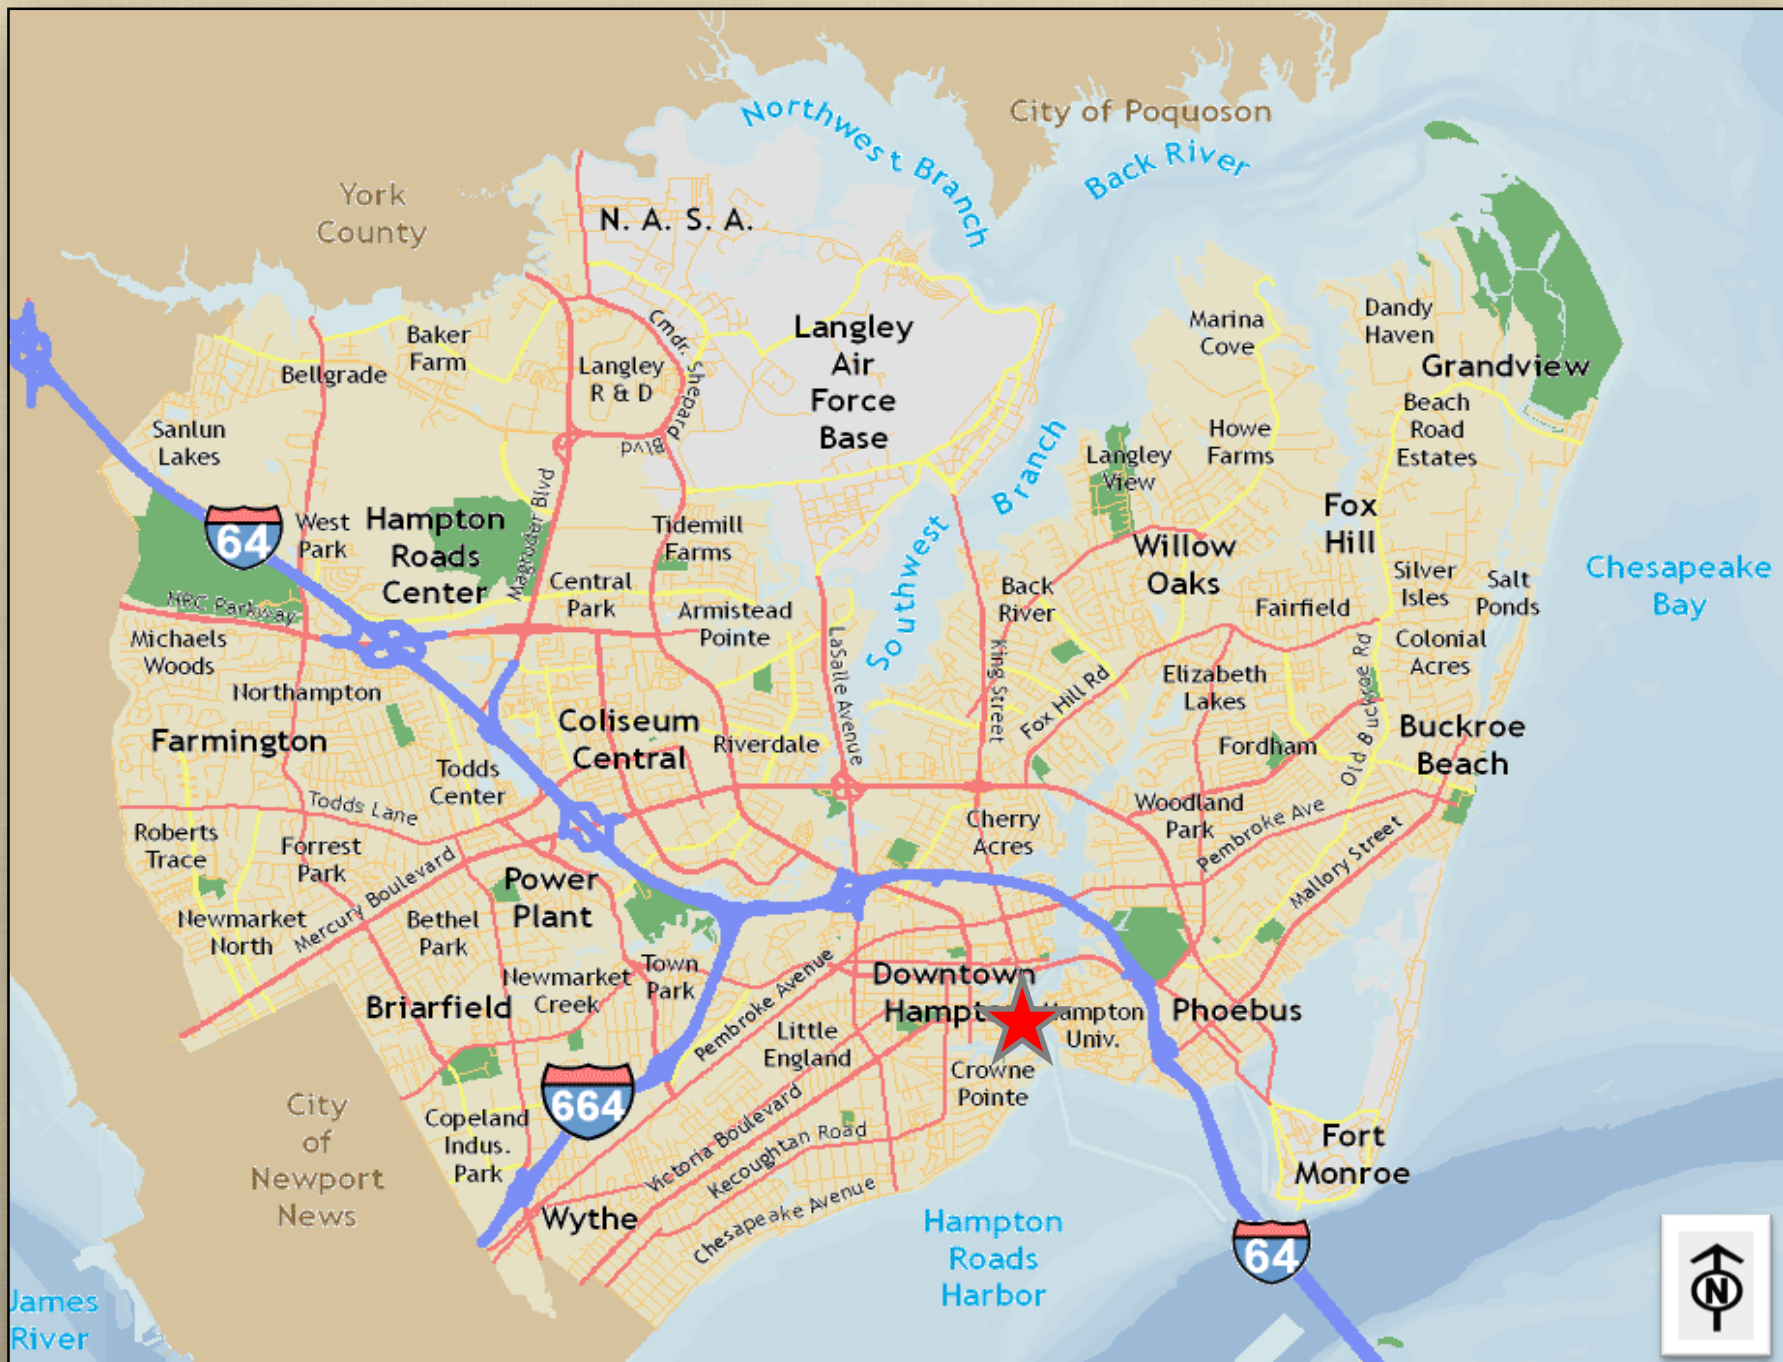 City of Poquoson
Northwest Branch
Back River
York
County
N. A. S. A.
Langley
Air
Force
Base
Cmdr. Shepard
Blvd
Baker
Farm
Bellgrade
Langley
R & D
Marina
Cove
Dandy
Haven
Grandview
Beach
Road
Estates
Sanlun
Lakes
Howe
Farms
Langley
View
Southwest
Branch
64
West
Park
Hampton
Roads
Center
Magruder Blvd
Tidemill
Farms
Fox
Hill
Willow
Oaks
Chesapeake
Bay
Silver
Isles
Salt
Ponds
Central
Park
Back
River
Fairfield
HRC Parkway
Armistead
Pointe
Michaels
Woods
Colonial
Acres
LaSalle Avenue
King Street
Fox Hill Rd
Elizabeth
Lakes
Old Buckroe Rd
Northampton
Farmington
Coliseum
Central
Riverdale
Fordham
Buckroe
Beach
Todds
Center
Todds Lane
Woodland
Park
Pembroke Ave
Mallory Street
Cherry
Acres
Roberts
Trace
Forrest
Park
Mercury Boulevard
Power
Plant
Newmarket
North
Bethel
Park
Newmarket
Creek
Town
Park
Pembroke Avenue
Downtown
Hampt
Hampton
Univ.
Phoebus
Briarfield
Little
England
Crowne
Pointe
664
Copeland
Indus.
Park
Victoria Boulevard
Kecoughtan Road
Chesapeake Avenue
City
of
Newport
News
Wythe
Fort
Monroe
Hampton
Roads
Harbor
64
James
River
N